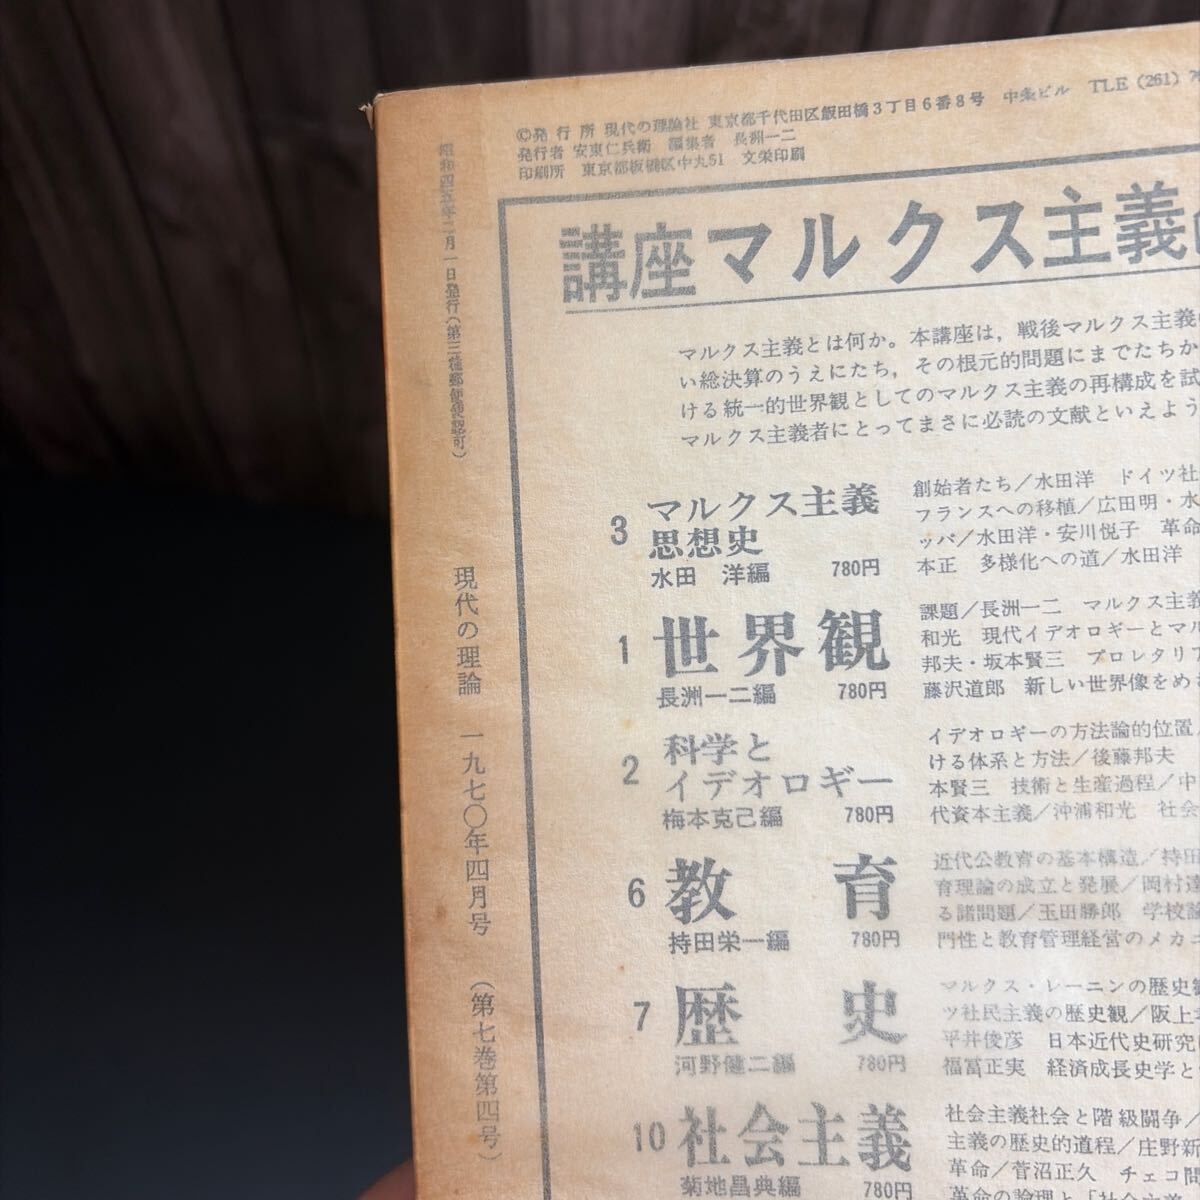 ©発行所 現代の理論社 東京都千代田区飯田橋3丁目6番8号 中条ビル TLE (261)
発行者 安東仁兵衛 編集者 長洲一二
印刷所 東京都板橋区中丸51 文栄印刷
昭和四五年
月一日発行(第三種郵便物認可)
現代の理論 一九七〇年四月号 (第七巻第四号)
講座マルクス主義
マルクス主義とは何か。本講座は,戦後マルクス主義
い総決算のうえにたち,その根元的問題にまでたちか
ける統一的世界観としてのマルクス主義の再構成を試
マルクス主義者にとってまさに必読の文献といえよう
3 マルクス主義
思想史
水田 洋編 780円
創始者たち/水田洋 ドイツ社
フランスへの移植/広田明・水
ッパ/水田洋・安川悦子 革命
本正 多様化への道/水田洋
1 世界観
長洲一二編 780円
課題/長洲一二 マルクス主義
和光 現代イデオロギーとマル
邦夫・坂本賢三 プロレタリア
藤沢道郎 新しい世界像をめ
2 科学と
イデオロギー
梅本克己編 780円
イデオロギーの方法論的位置
ける体系と方法/後藤邦夫
本賢三 技術と生産過程/中
代資本主義/沖浦和光 社会
6 教育
持田栄一編 780円
近代公教育の基本構造/持田
育理論の成立と発展/岡村達
る諸問題/玉田勝郎 学校論
門性と教育管理経営のメカニ
7 歴史
河野健二編 780円
マルクス・レーニンの歴史観
ツ社民主義の歴史観/阪上
平井俊彦 日本近代史研究
福冨正実 経済成長史学と
10 社会主義
菊地昌典編 780円
社会主義社会と階級闘争/
主義の歴史的道程/庄野新
革命/菅沼正久 チェコ問
革命の論理と「社